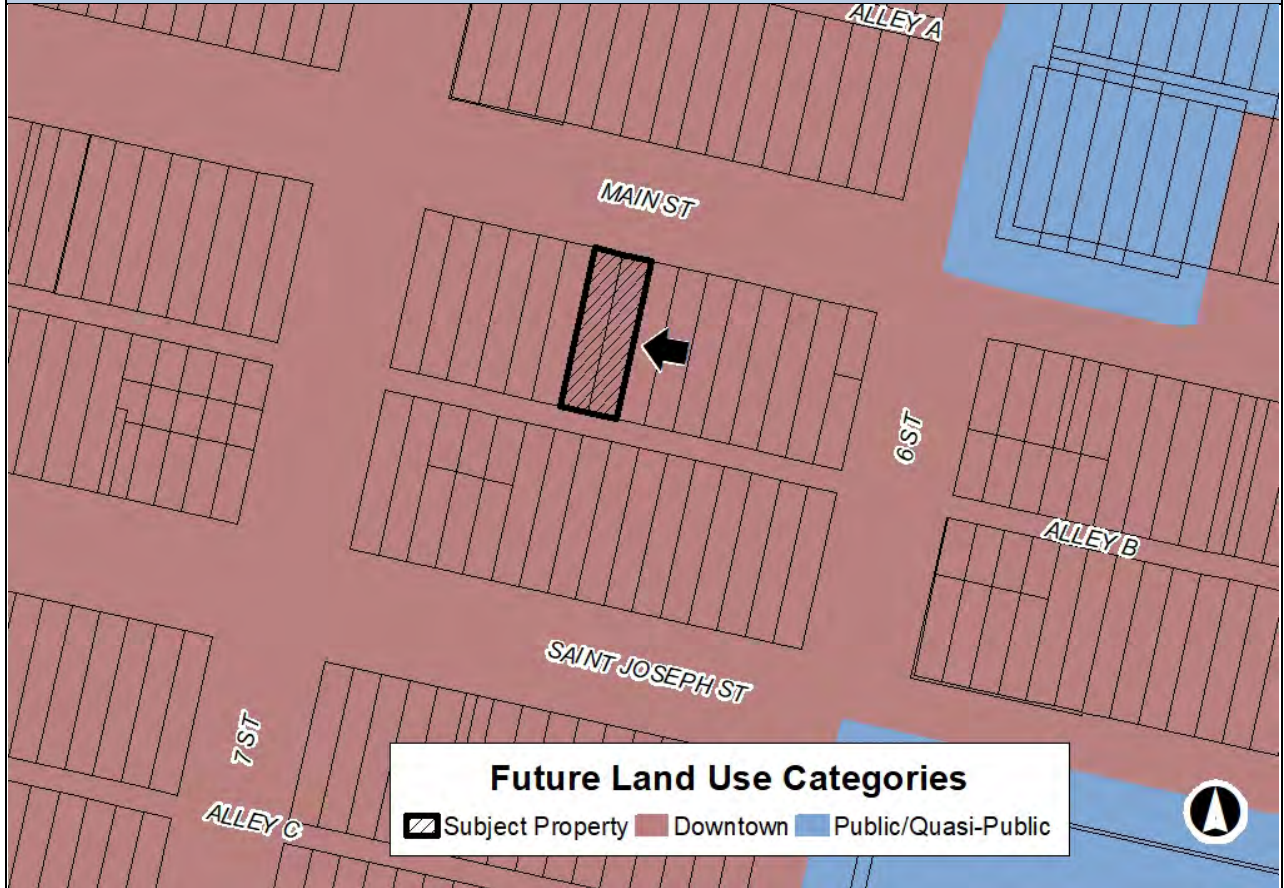 ALLEY A
MAIN ST
6 ST
ALLEY B
SAINT JOSEPH ST
7 ST
ALLEY C
Future Land Use Categories
Subject Property Downtown Public/Quasi-Public